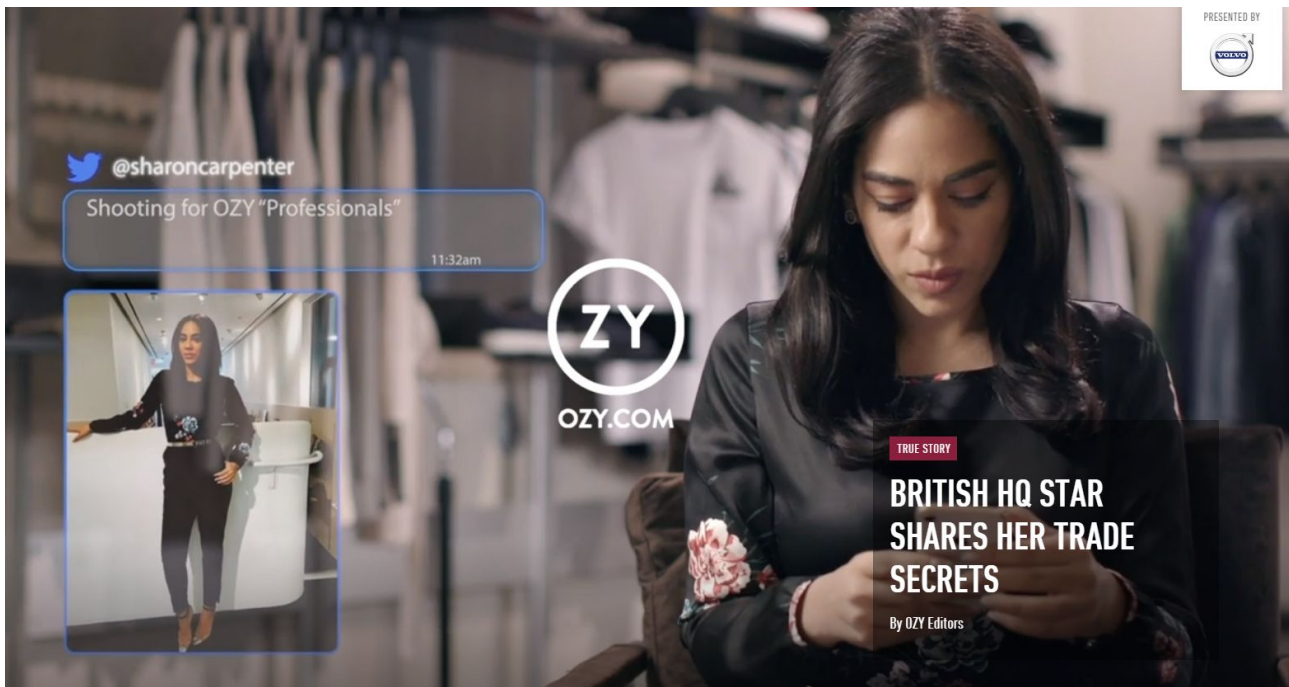 PRESENTED BY
VOLVO
@sharoncarpenter
Shooting for OZY “Professionals”
11:32am
ZY
OZY.COM
TRUE STORY
BRITISH HQ STAR
SHARES HER TRADE
SECRETS
By OZY Editors